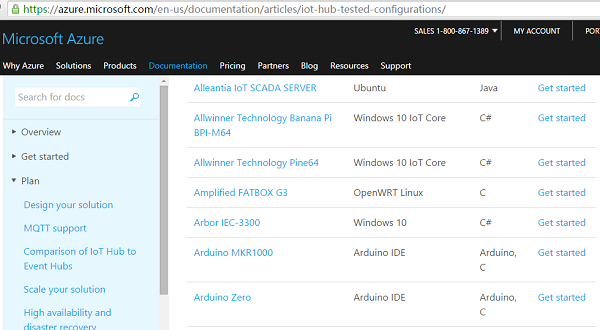 https://azure.microsoft.com/en-us/documentation/articles/iot-hub-tested-configurations/
SALES 1-800-867-1389 MY ACCOUNT POR
Microsoft Azure
Why Azure Solutions Products Documentation Pricing Partners Blog Resources Support
Search for docs
Overview
Get started
Plan
Design your solution
MQTT support
Comparison of IoT Hub to
Event Hubs
Scale your solution
High availability and
disaster recovery
Alleantia IoT SCADA SERVER Ubuntu Java Get started
Allwinner Technology Banana Pi Windows 10 IoT Core C# Get started
BPI-M64
Allwinner Technology Pine64 Windows 10 IoT Core C# Get started
Amplified FATBOX G3 OpenWRT Linux C Get started
Arbor IEC-3300 Windows 10 C# Get started
Arduino MKR1000 Arduino IDE Arduino, Get started
C
Arduino Zero Arduino IDE Arduino, Get started
C